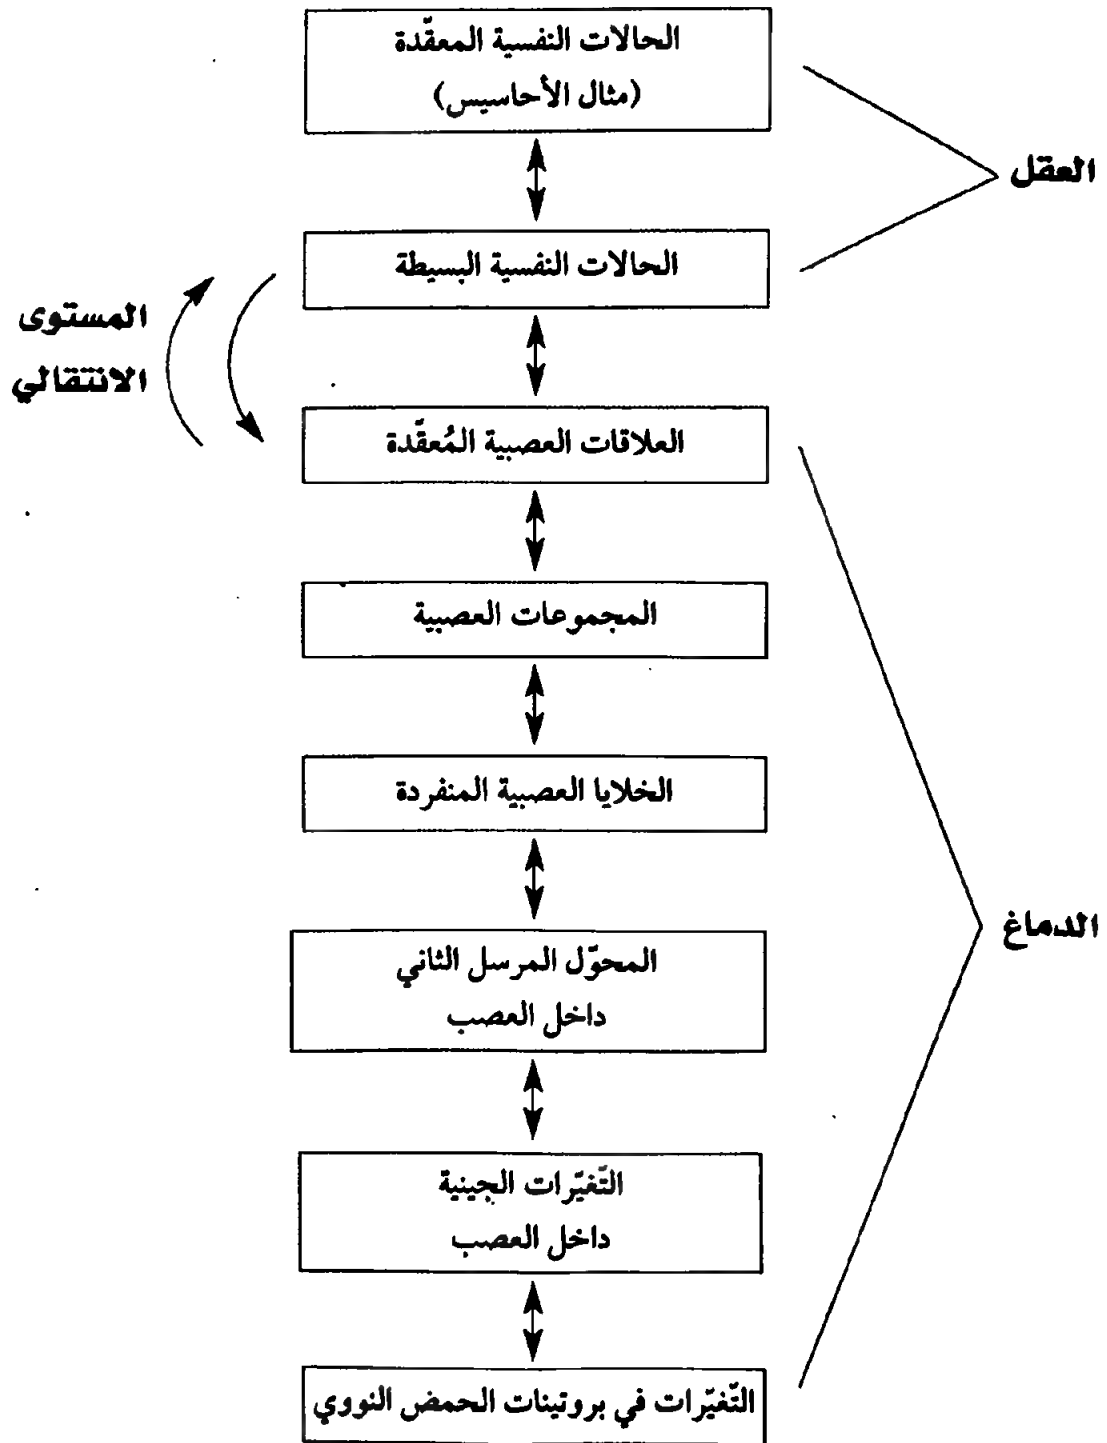 الحالات النفسية المعقّدة
(مثال الأحاسيس)
العقل
الحالات النفسية البسيطة
المستوى
الانتقالي
العلاقات العصبية المُعقّدة
المجموعات العصبية
الخلايا العصبية المنفردة
الدماغ
المحوّل المرسل الثاني
داخل العصب
التّغيّرات الجينية
داخل العصب
التّغيّرات في بروتينات الحمض النووي